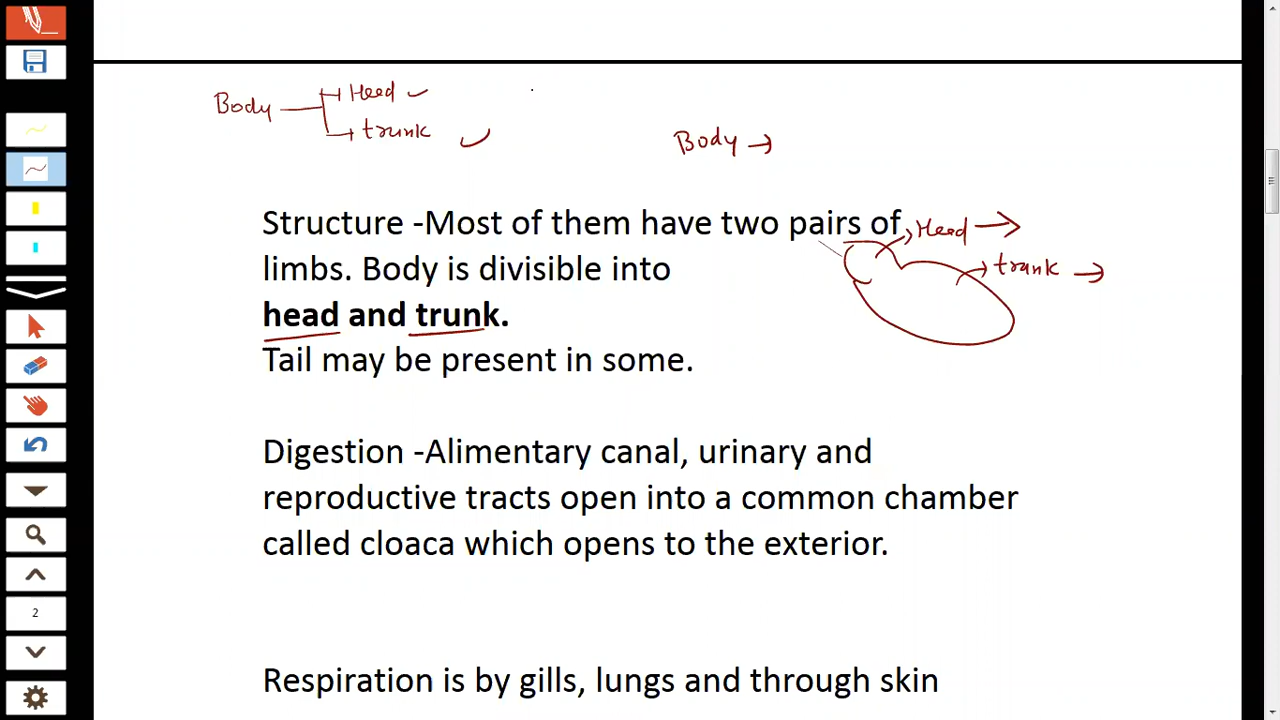 Body
Head
trunk
Body
Structure -Most of them have two pairs of
Head
limbs. Body is divisible into
trunk
head and trunk.
Tail may be present in some.
Digestion -Alimentary canal, urinary and
reproductive tracts open into a common chamber
called cloaca which opens to the exterior.
2
Respiration is by gills, lungs and through skin